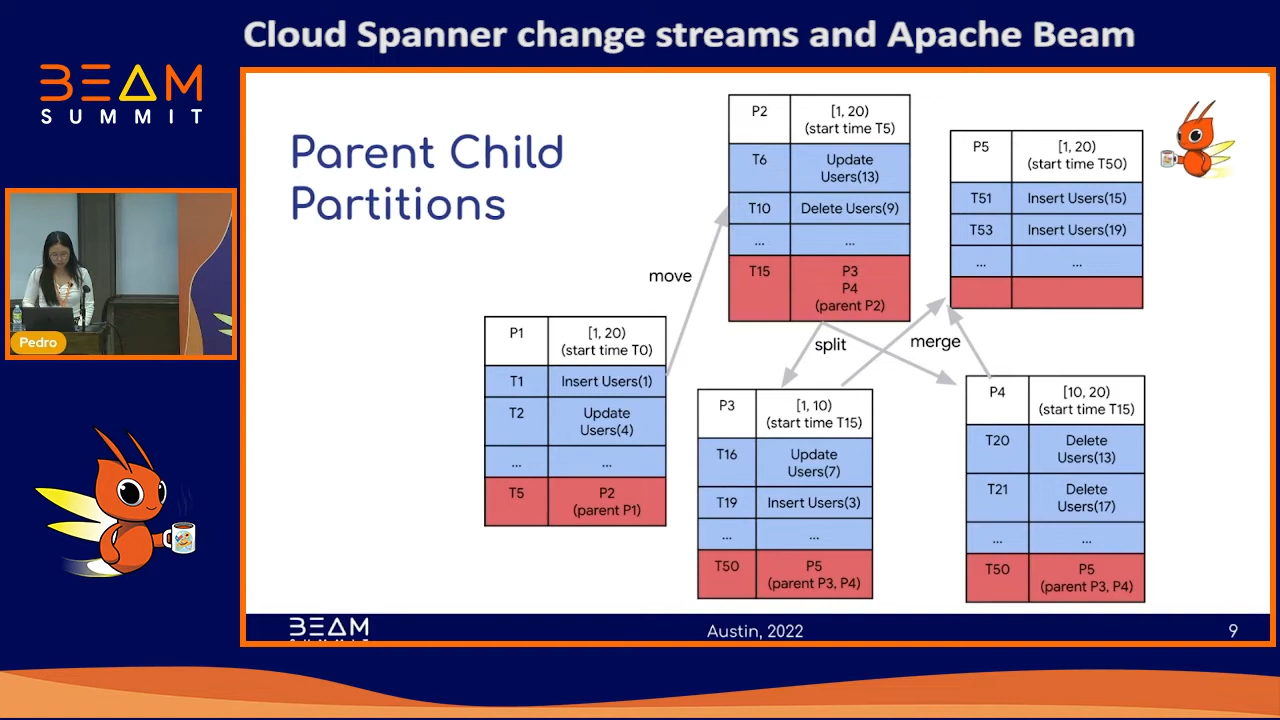 Cloud Spanner change streams and Apache Beam
BEAM
SUMMIT
Pedro
Parent Child
Partitions
P1 [1, 20)
(start time T0)
T1 Insert Users(1)
T2 Update
Users(4)
... ...
T5 P2
(parent P1)
move
P2 [1, 20)
(start time T5)
T6 Update
Users(13)
T10 Delete Users(9)
... ...
T15 P3
P4
(parent P2)
split
merge
P3 [1, 10)
(start time T15)
T16 Update
Users(7)
T19 Insert Users(3)
... ...
T50 P5
(parent P3, P4)
P4 [10, 20)
(start time T15)
T20 Delete
Users(13)
T21 Delete
Users(17)
... ...
T50 P5
(parent P3, P4)
P5 [1, 20)
(start time T50)
T51 Insert Users(15)
T53 Insert Users(19)
... ...
BEAM
Austin, 2022
9